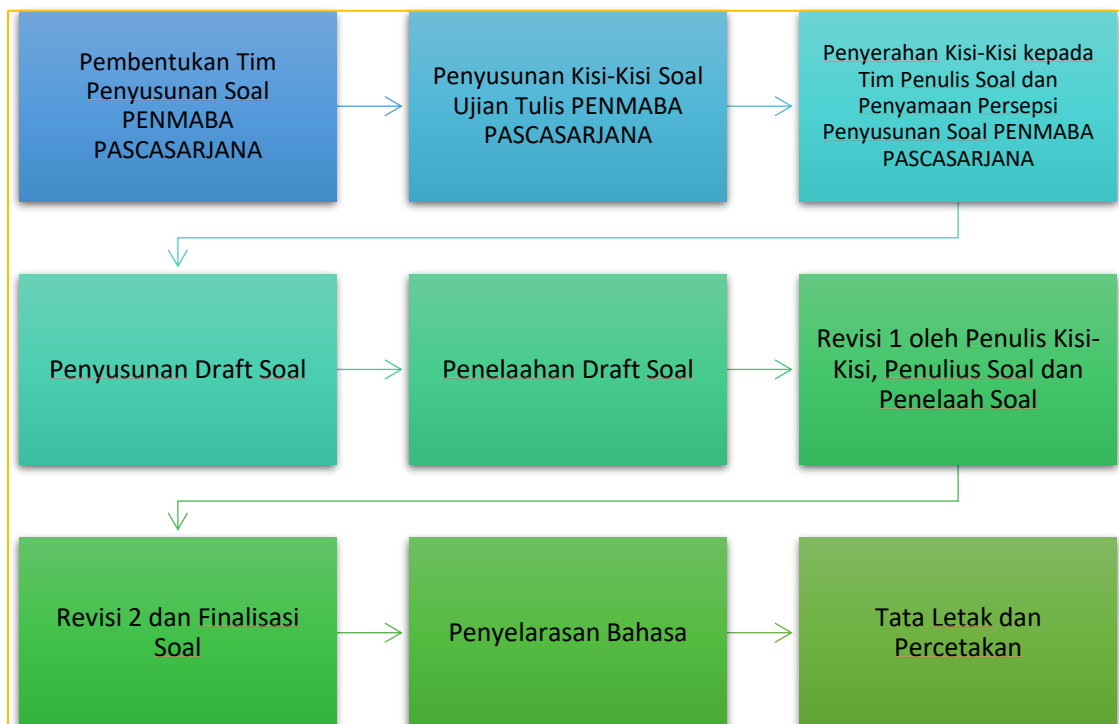 Pembentukan Tim
Penyusunan Soal
PENMABA
PASCASARJANA
Penyusunan Kisi-Kisi Soal
Ujian Tulis PENMABA
PASCASARJANA
Penyerahan Kisi-Kisi kepada
Tim Penulis Soal dan
Penyamaan Persepsi
Penyusunan Soal PENMABA
PASCASARJANA
Penyusunan Draft Soal
Penelaahan Draft Soal
Revisi 1 oleh Penulis Kisi-
Kisi, Penulius Soal dan
Penelaah Soal
Revisi 2 dan Finalisasi
Soal
Penyelarasan Bahasa
Tata Letak dan
Percetakan